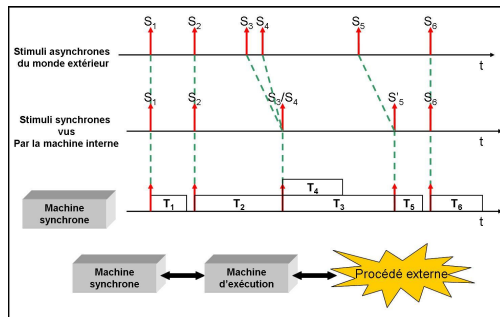 S1 S2 S3 S4 S5 S6
Stimuli asynchrones
du monde extérieur
t
S1 S2 S3/S4 S'5 S6
Stimuli synchrones
vus
Par la machine interne
t
T4
T1 T2 T3 T5 T6
Machine
synchrone
t
Machine
synchrone
Machine
d'exécution
Procédé externe